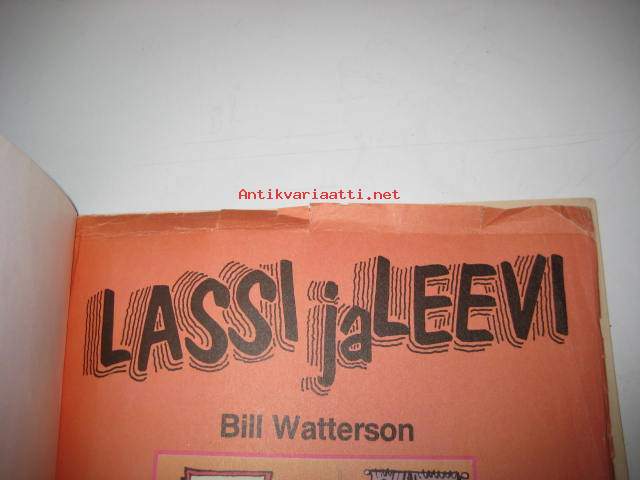 Antikvariaatti.net
LASSI ja LEEVI
Bill Watterson